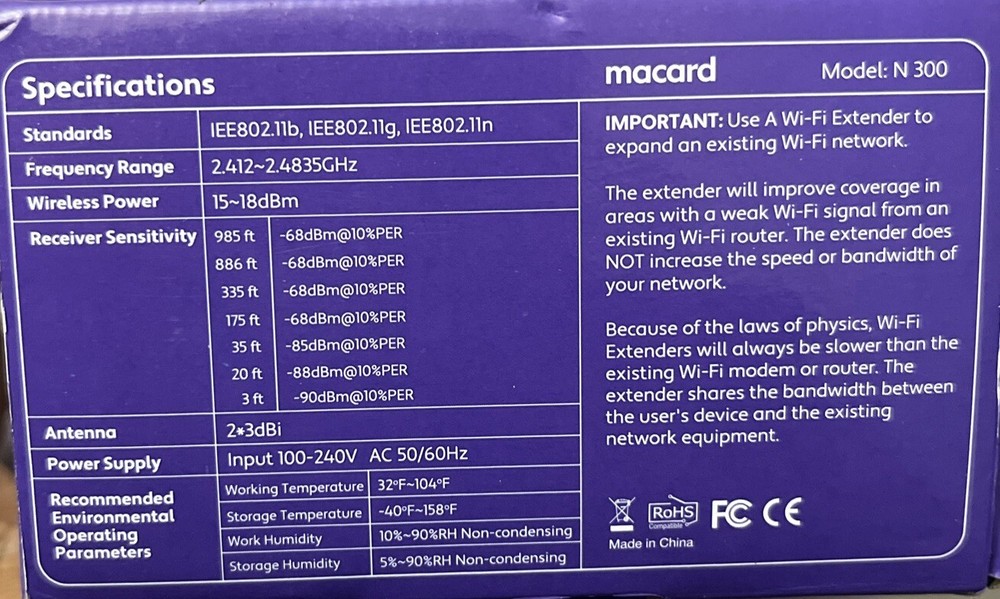 Specifications
Standards IEE802.11b, IEE802.11g, IEE802.11n
Frequency Range 2.412~2.4835GHz
Wireless Power 15~18dBm
Receiver Sensitivity 985 ft -68dBm@10%PER
886 ft -68dBm@10%PER
335 ft -68dBm@10%PER
175 ft -68dBm@10%PER
35 ft -85dBm@10%PER
20 ft -88dBm@10%PER
3 ft -90dBm@10%PER
Antenna 2*3dBi
Power Supply Input 100-240V AC 50/60Hz
Recommended
Environmental
Operating
Parameters
Working Temperature 32ºF~104ºF
Storage Temperature -40ºF~158ºF
Work Humidity 10%~90%RH Non-condensing
Storage Humidity 5%~90%RH Non-condensing
macard Model: N 300
IMPORTANT: Use A Wi-Fi Extender to
expand an existing Wi-Fi network.
The extender will improve coverage in
areas with a weak Wi-Fi signal from an
existing Wi-Fi router. The extender does
NOT increase the speed or bandwidth of
your network.
Because of the laws of physics, Wi-Fi
Extenders will always be slower than the
existing Wi-Fi modem or router. The
extender shares the bandwidth between
the user's device and the existing
network equipment.
RoHS FC CE
Compatible
Made in China